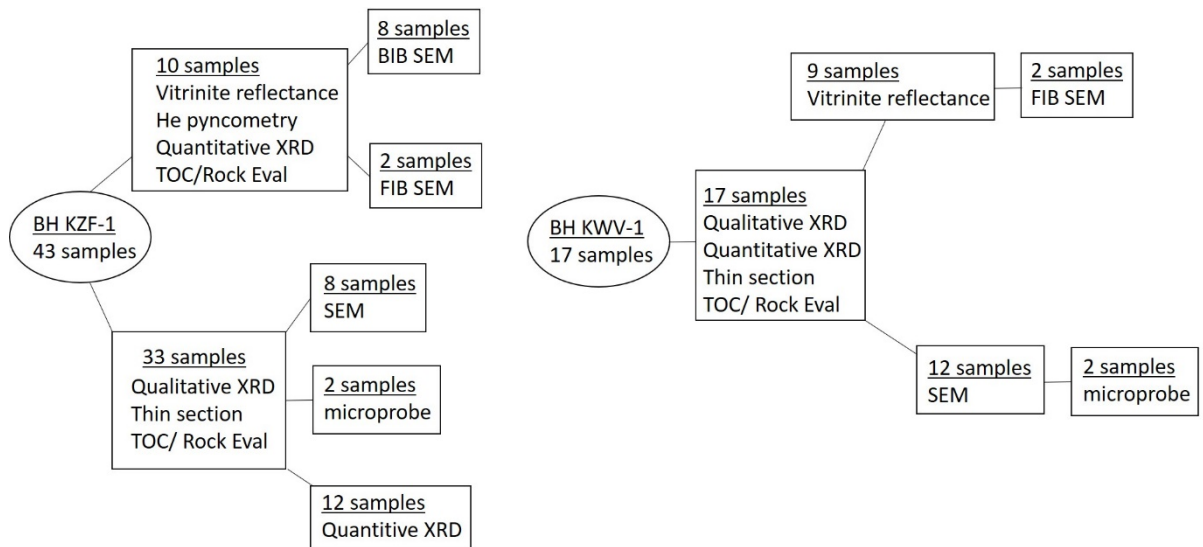 8 samples
BIB SEM
10 samples
Vitrinite reflectance
He pyncometry
Quantitative XRD
TOC/Rock Eval
2 samples
FIB SEM
BH KZF-1
43 samples
8 samples
SEM
33 samples
Qualitative XRD
Thin section
TOC/ Rock Eval
2 samples
microprobe
12 samples
Quantitive XRD
9 samples
Vitrinite reflectance
2 samples
FIB SEM
BH KWV-1
17 samples
17 samples
Qualitative XRD
Quantitative XRD
Thin section
TOC/ Rock Eval
12 samples
SEM
2 samples
microprobe